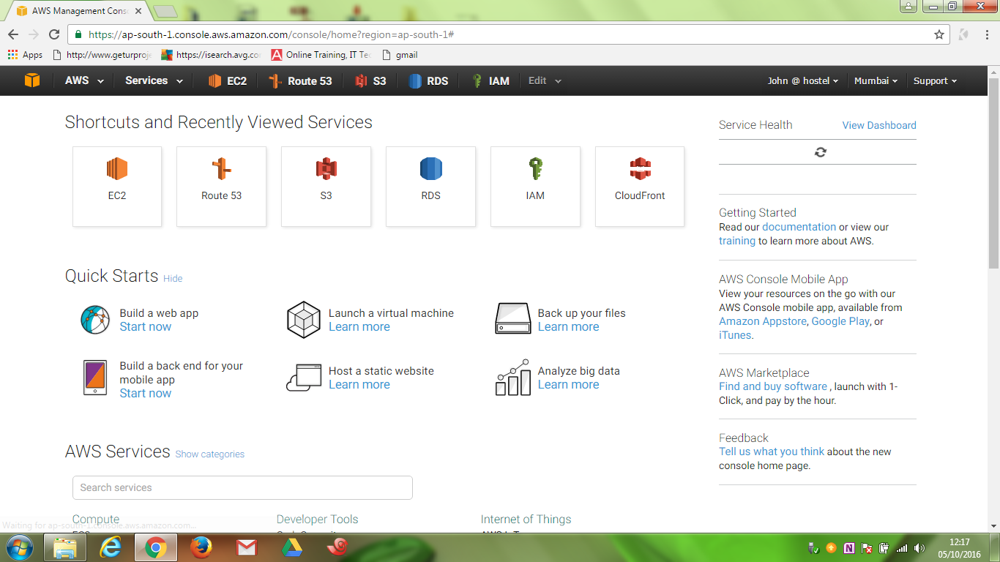 AWS Management Cons
https://ap-south-1.console.aws.amazon.com/console/home?region=ap-south-1#
Apps http://www.geturproje https://isearch.avg.co Online Training, IT Te gmail
AWS Services EC2 Route 53 S3 RDS IAM Edit John @ hostel Mumbai Support
Shortcuts and Recently Viewed Services
EC2 Route 53 S3 RDS IAM CloudFront
Service Health View Dashboard
Getting Started
Read our documentation or view our
training to learn more about AWS.
Quick Starts Hide
Build a web app
Start now
Launch a virtual machine
Learn more
Back up your files
Learn more
Build a back end for your
mobile app
Start now
Host a static website
Learn more
Analyze big data
Learn more
AWS Console Mobile App
View your resources on the go with our
AWS Console mobile app, available from
Amazon Appstore, Google Play, or
iTunes.
AWS Marketplace
Find and buy software , launch with 1-
Click, and pay by the hour.
Feedback
Tell us what you think about the new
console home page.
AWS Services Show categories
Search services
Compute Developer Tools Internet of Things
Waiting for ap-south-1.console.aws.amazon.com...
12:17
05/10/2016